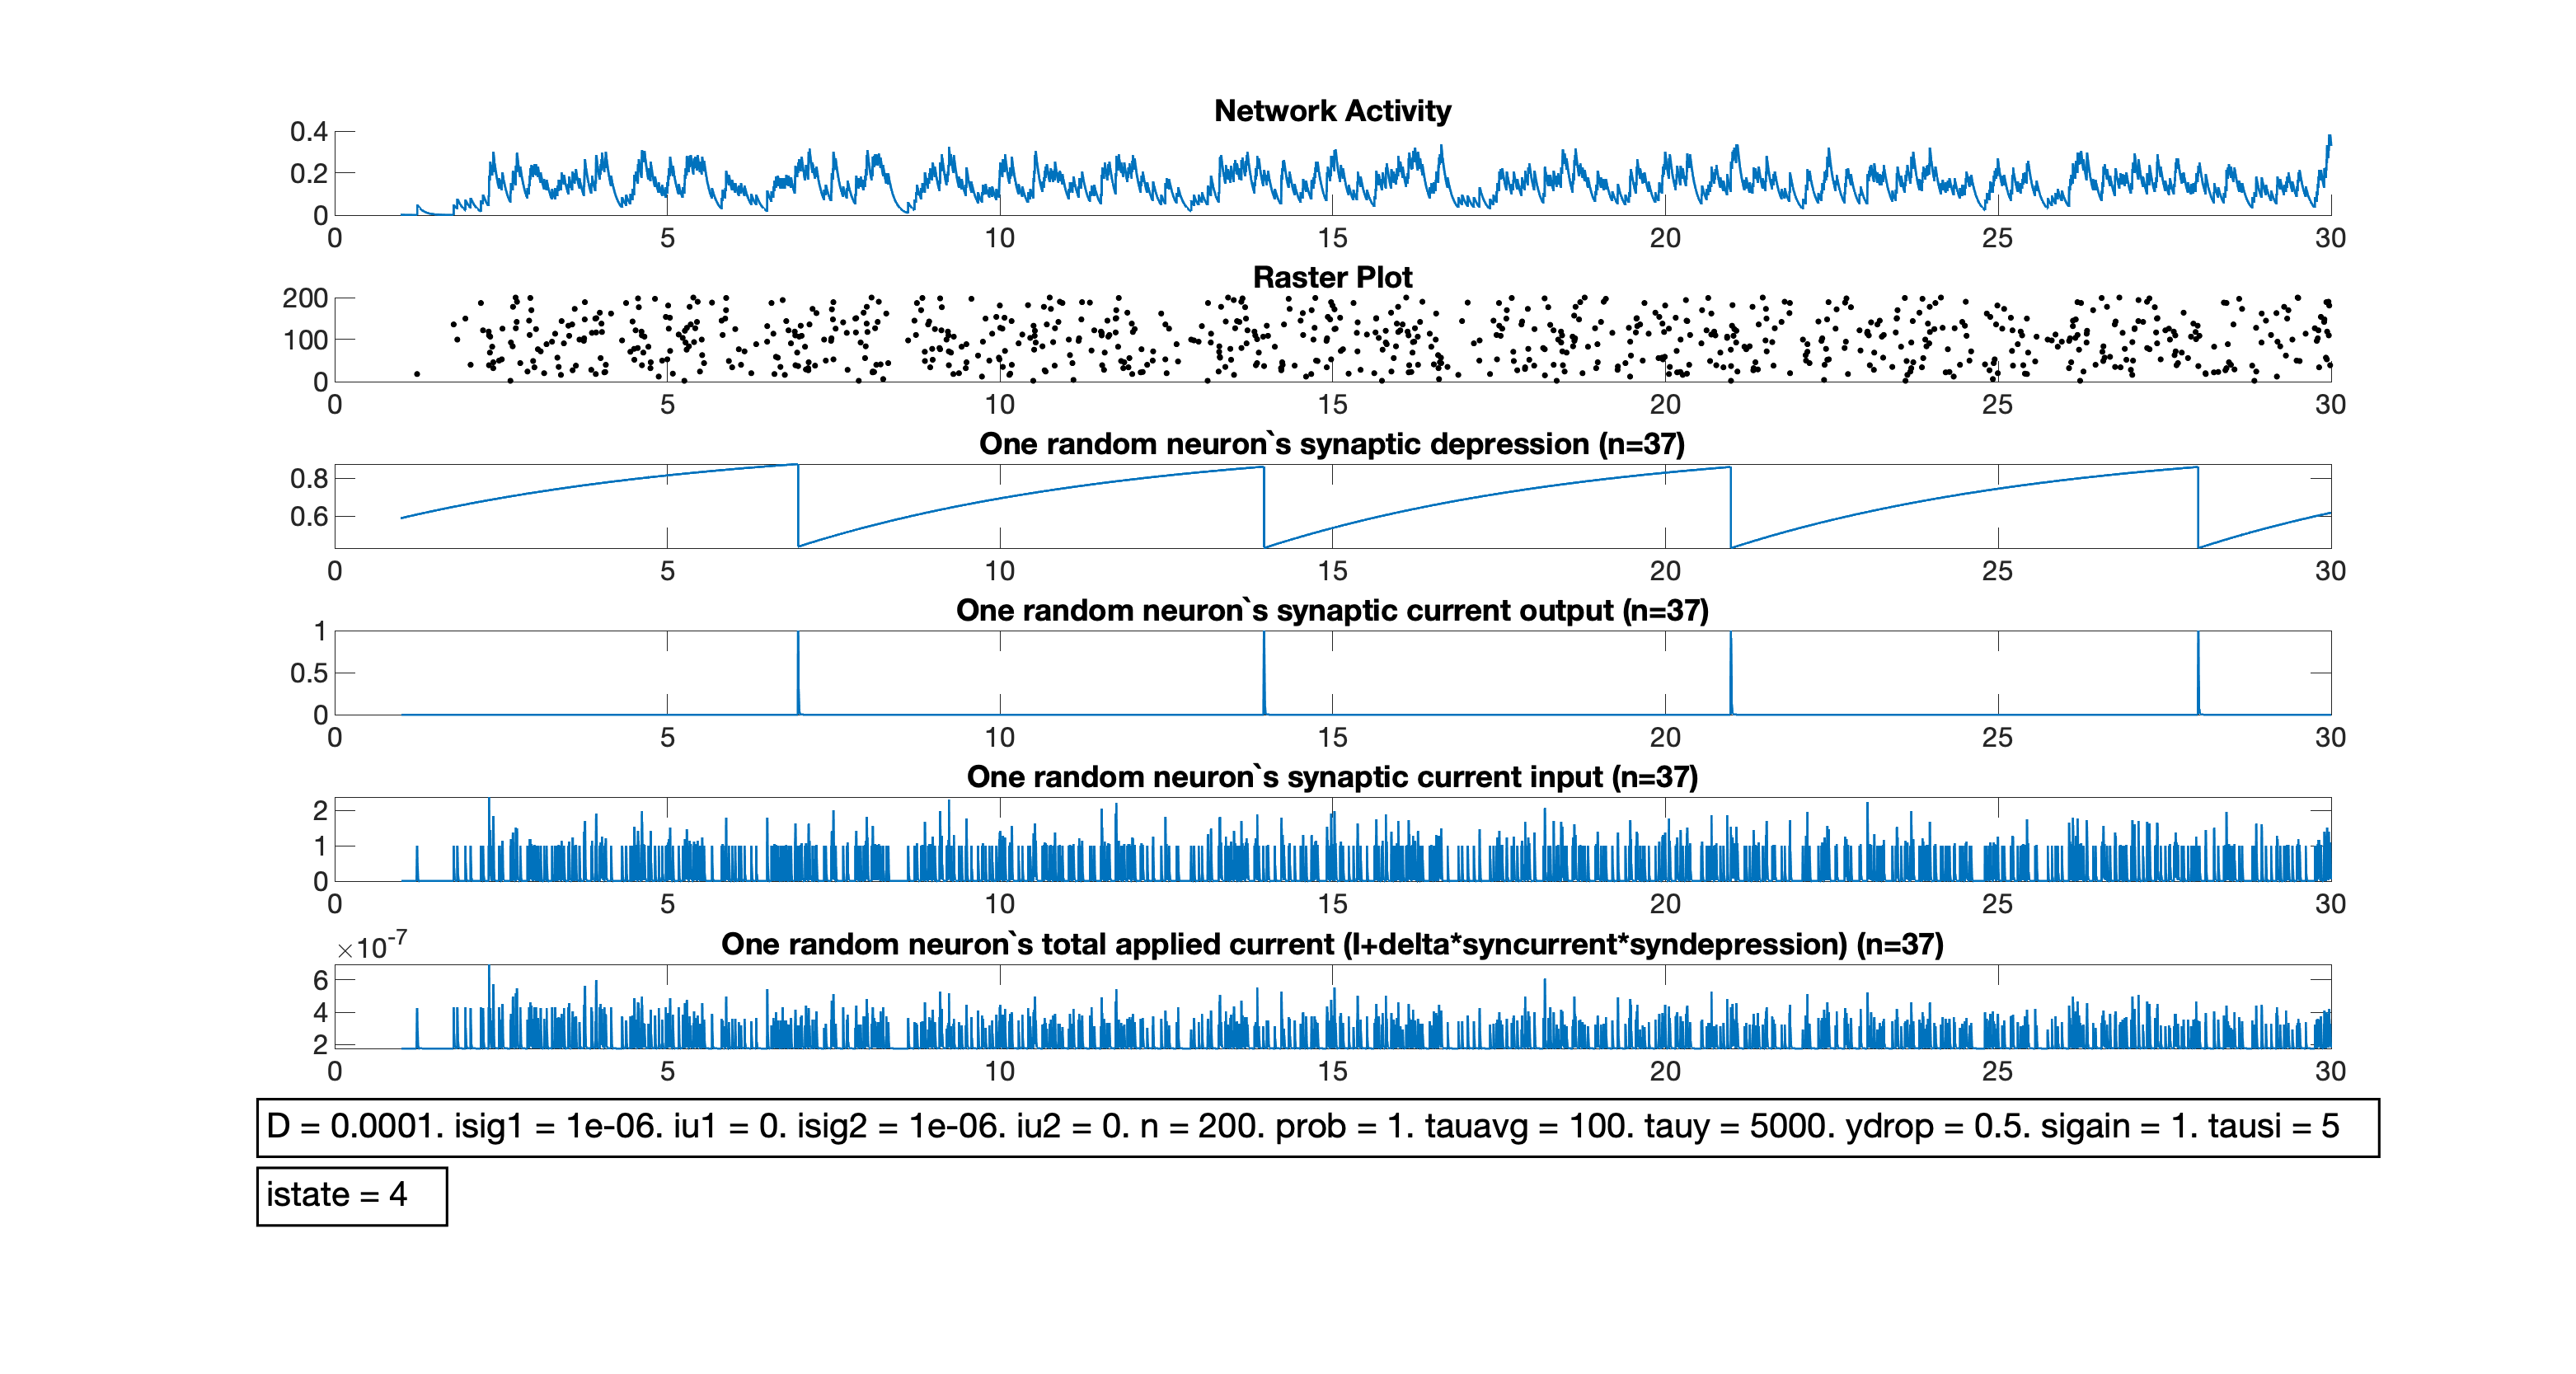 Network Activity
0.4
0.2
0
0 5 10 15 20 25 30
Raster Plot
200
100
0
0 5 10 15 20 25 30
One random neuron`s synaptic depression (n=37)
0.8
0.6
0 5 10 15 20 25 30
One random neuron`s synaptic current output (n=37)
1
0.5
0
0 5 10 15 20 25 30
One random neuron`s synaptic current input (n=37)
2
1
0
0 5 10 15 20 25 30
×10-7
One random neuron`s total applied current (I+delta*syncurrent*syndepression) (n=37)
6
4
2
0 5 10 15 20 25 30
D = 0.0001. isig1 = 1e-06. iu1 = 0. isig2 = 1e-06. iu2 = 0. n = 200. prob = 1. tauavg = 100. tauy = 5000. ydrop = 0.5. sigain = 1. tausi = 5
istate = 4